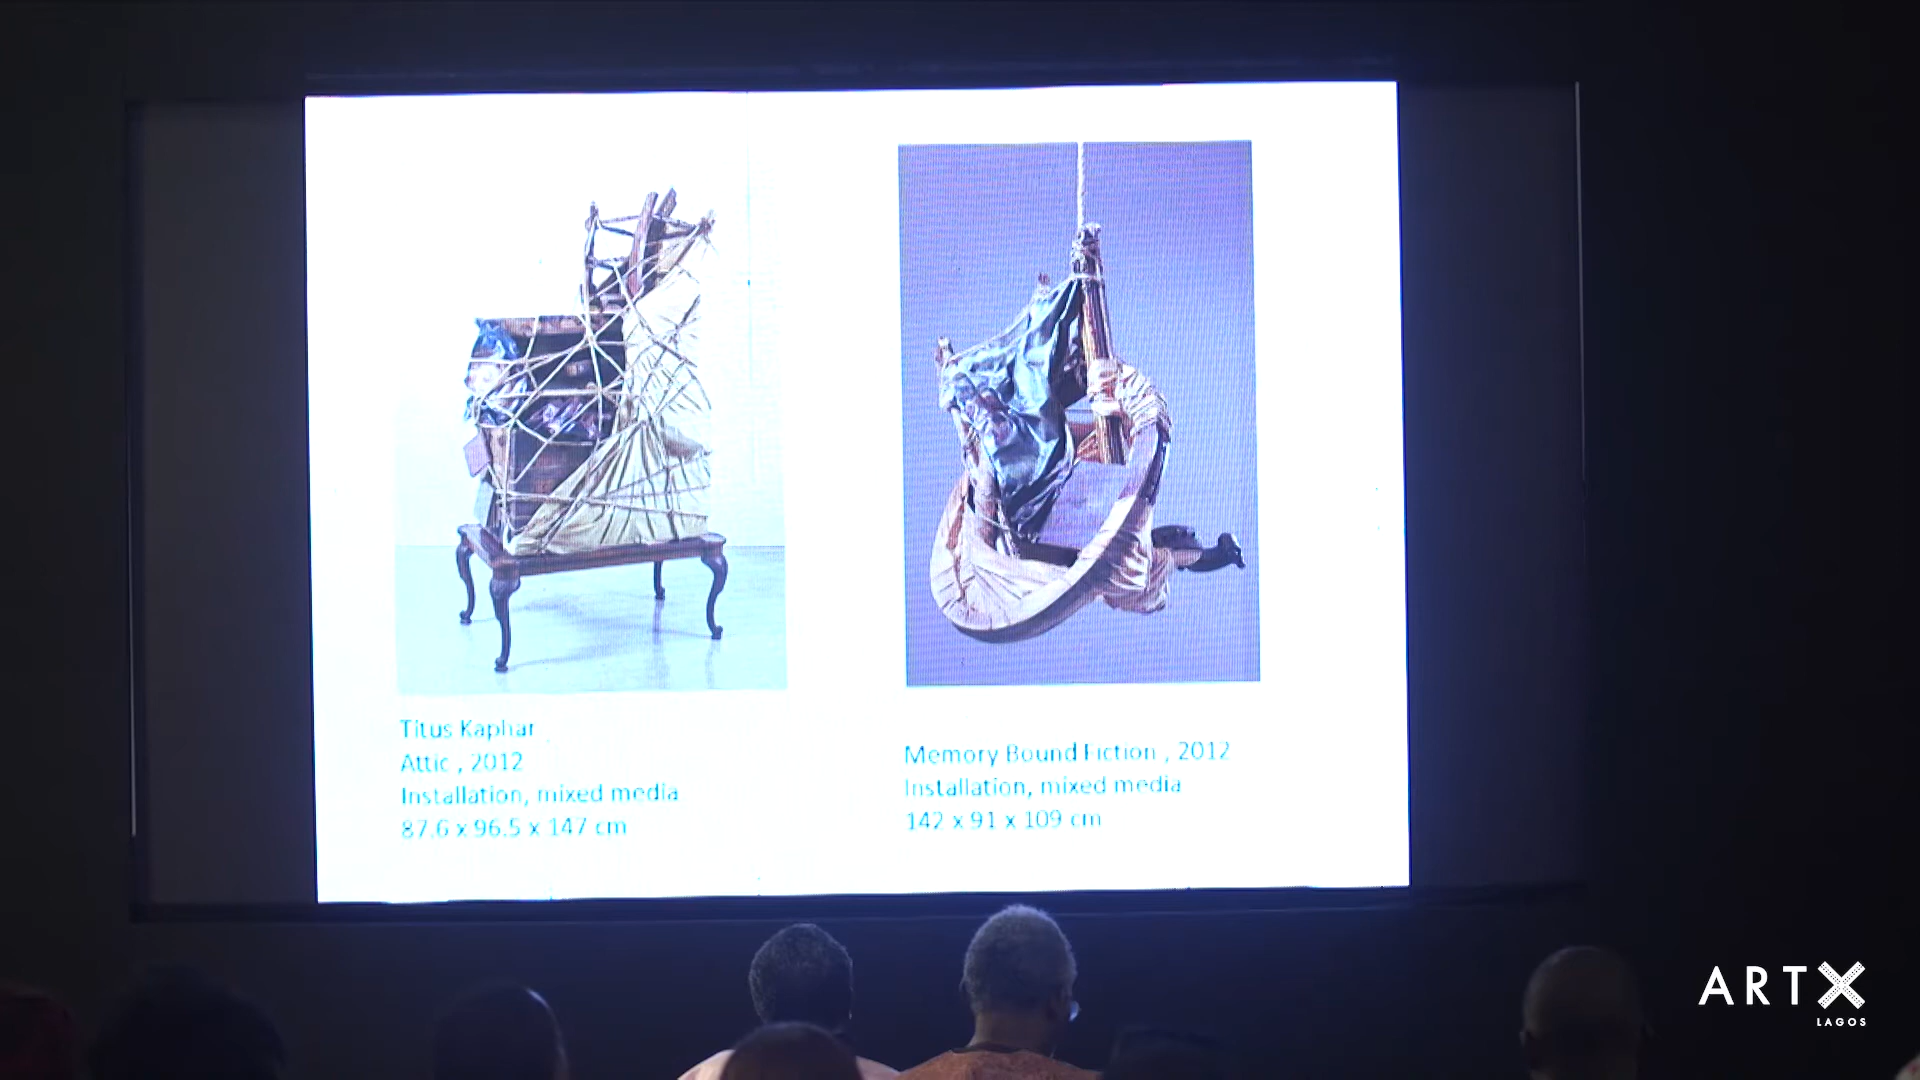 Titus Kaphar
Attic , 2012
Installation, mixed media
87.6 x 96.5 x 147 cm
Memory Bound Fiction , 2012
Installation, mixed media
142 x 91 x 109 cm
ARTX
LAGOS